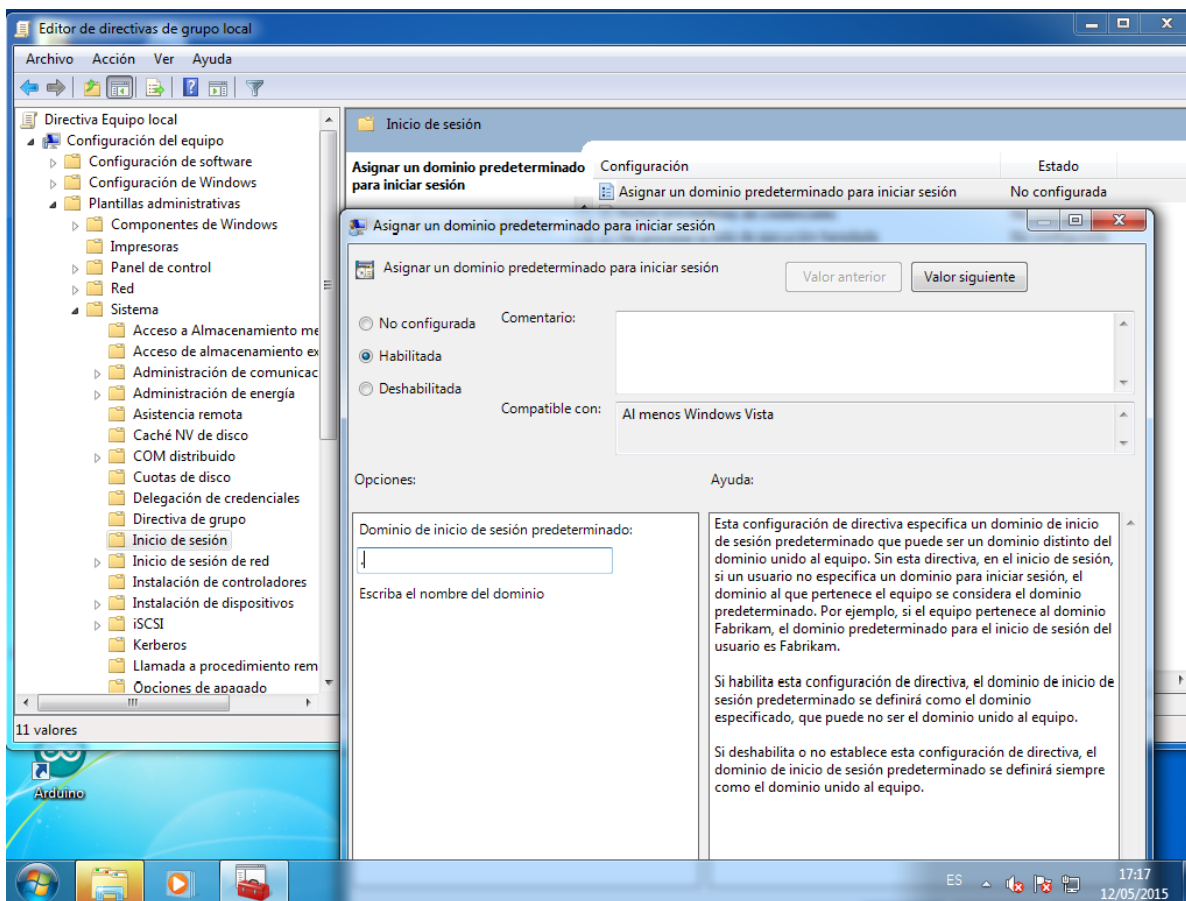 Editor de directivas de grupo local
Archivo Acción Ver Ayuda
Directiva Equipo local
Configuración del equipo
Configuración de software
Configuración de Windows
Plantillas administrativas
Componentes de Windows
Impresoras
Panel de control
Red
Sistema
Acceso a Almacenamiento me
Acceso de almacenamiento ex
Administración de comunicac
Administración de energía
Asistencia remota
Caché NV de disco
COM distribuido
Cuotas de disco
Delegación de credenciales
Directiva de grupo
Inicio de sesión
Inicio de sesión de red
Instalación de controladores
Instalación de dispositivos
iSCSI
Kerberos
Llamada a procedimiento rem
Opciones de apagado
11 valores
Inicio de sesión
Asignar un dominio predeterminado
para iniciar sesión
Configuración Estado
Asignar un dominio predeterminado para iniciar sesión No configurada
Asignar un dominio predeterminado para iniciar sesión
Asignar un dominio predeterminado para iniciar sesión
Valor anterior Valor siguiente
No configurada
Habilitada
Deshabilitada
Comentario:
Compatible con: Al menos Windows Vista
Opciones:
Dominio de inicio de sesión predeterminado:
.
Escriba el nombre del dominio
Ayuda:
Esta configuración de directiva especifica un dominio de inicio
de sesión predeterminado que puede ser un dominio distinto del
dominio unido al equipo. Sin esta directiva, en el inicio de sesión,
si un usuario no especifica un dominio para iniciar sesión, el
dominio al que pertenece el equipo se considera el dominio
predeterminado. Por ejemplo, si el equipo pertenece al dominio
Fabrikam, el dominio predeterminado para el inicio de sesión del
usuario es Fabrikam.
Si habilita esta configuración de directiva, el dominio de inicio de
sesión predeterminado se definirá como el dominio
especificado, que puede no ser el dominio unido al equipo.
Si deshabilita o no establece esta configuración de directiva, el
dominio de inicio de sesión predeterminado se definirá siempre
como el dominio unido al equipo.
Arduino
ES
17:17
12/05/2015